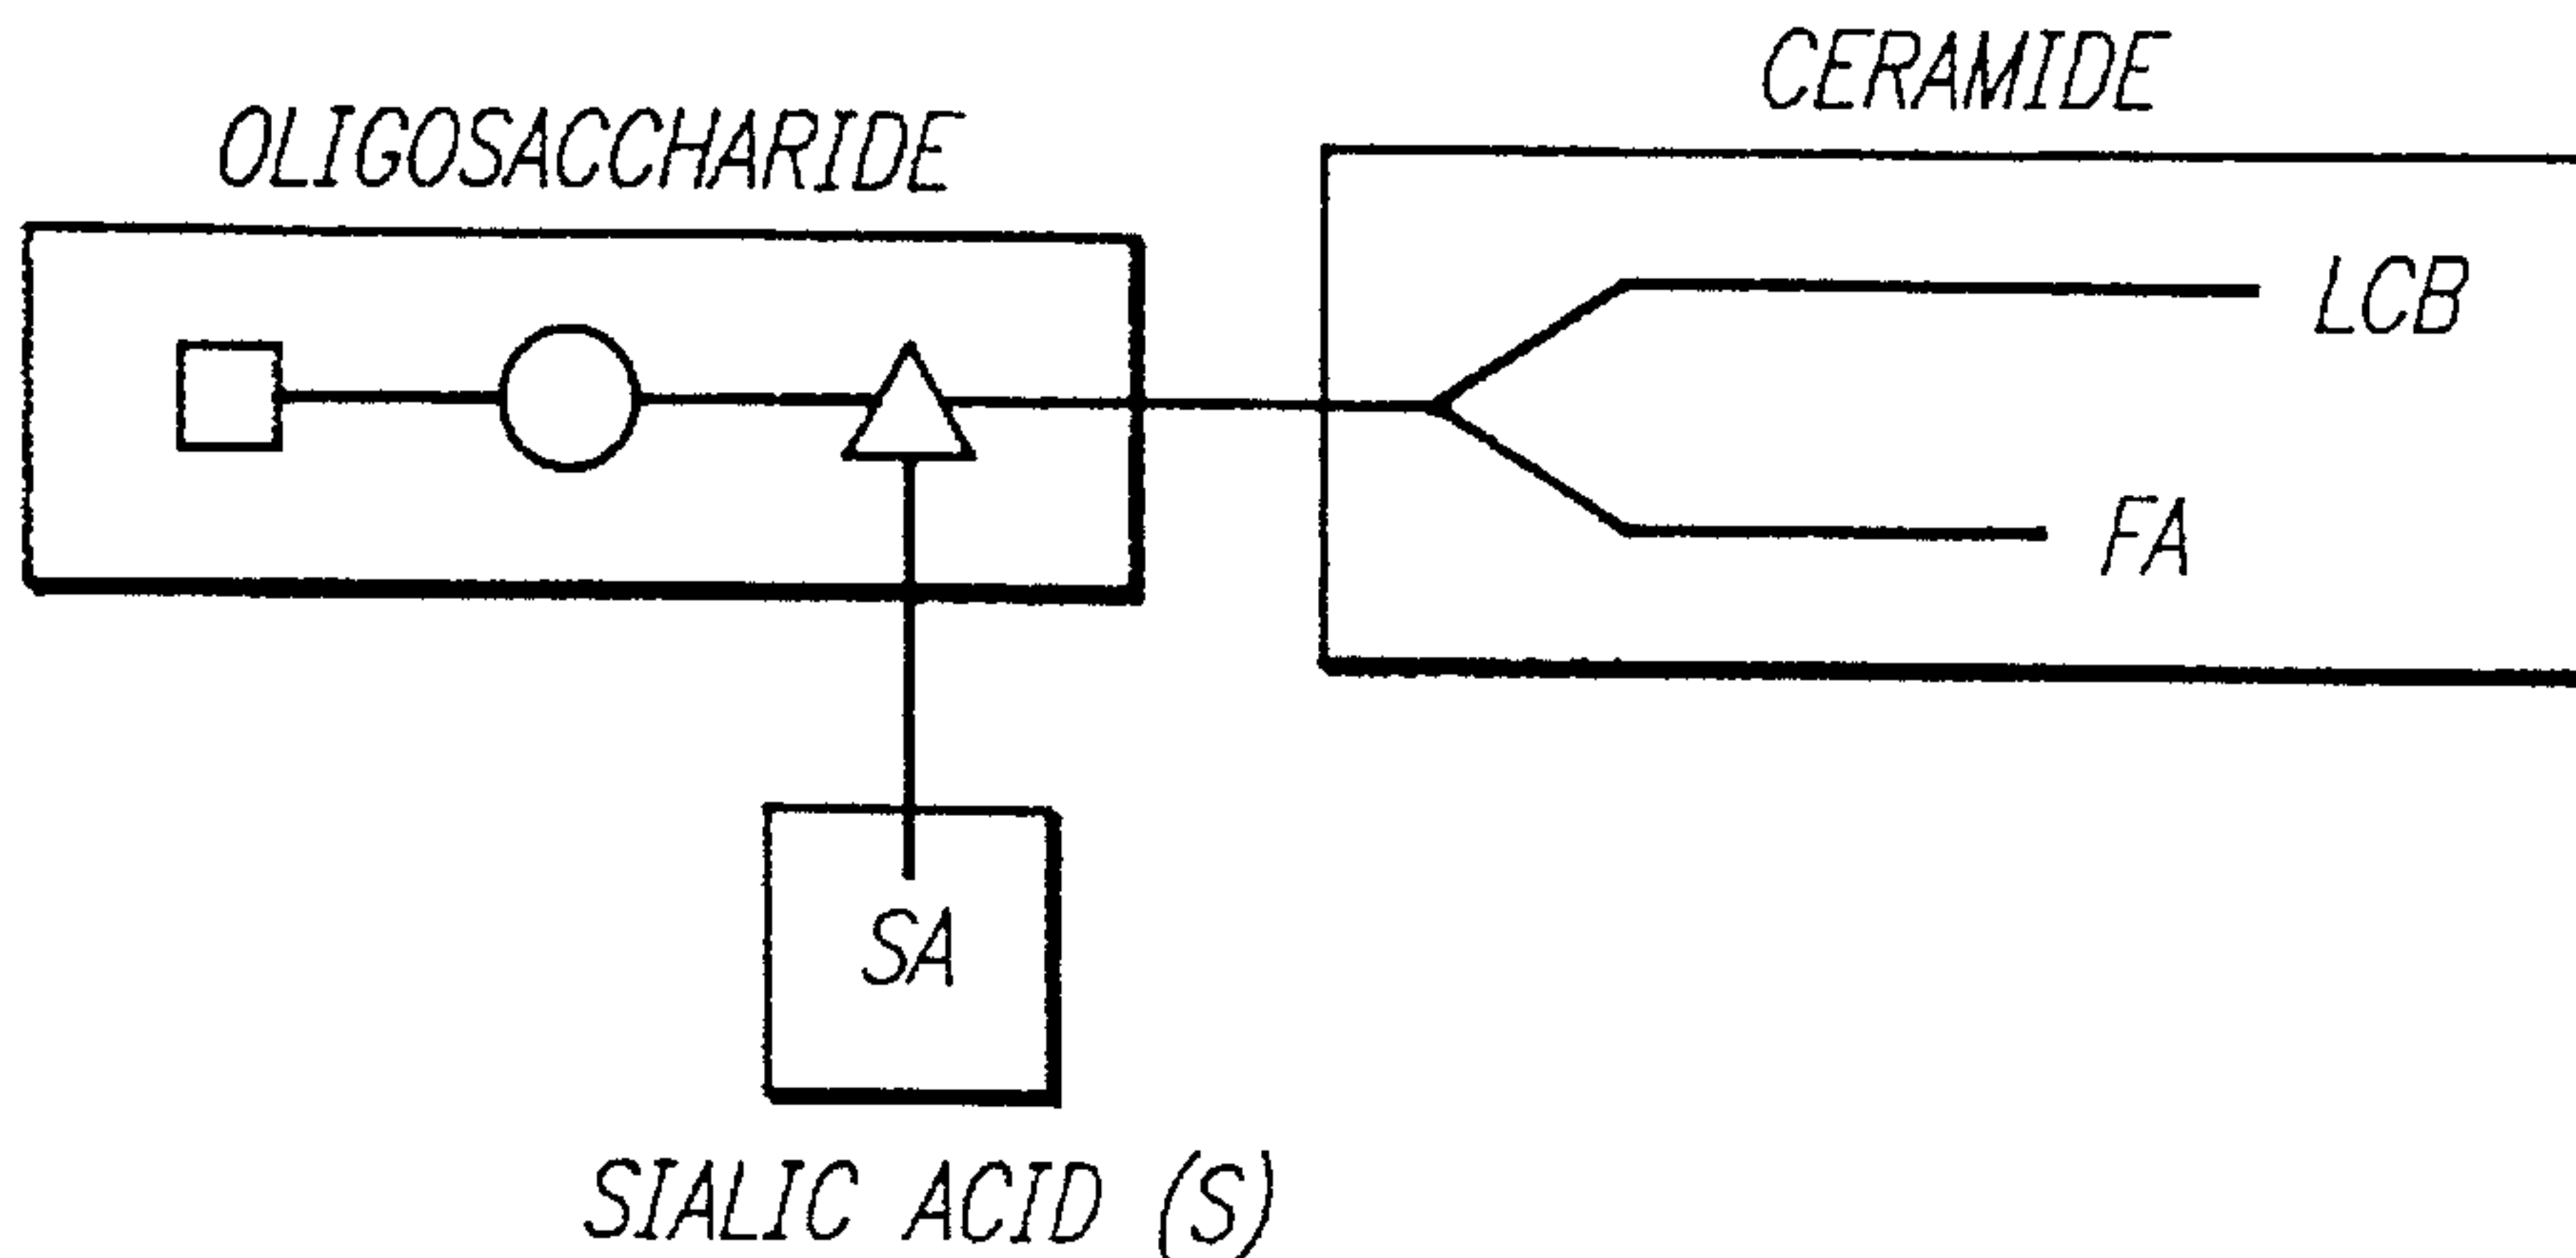 CERAMIDE
OLIGOSACCHARIDE
LCB
FA
SA
SIALIC ACID (S)